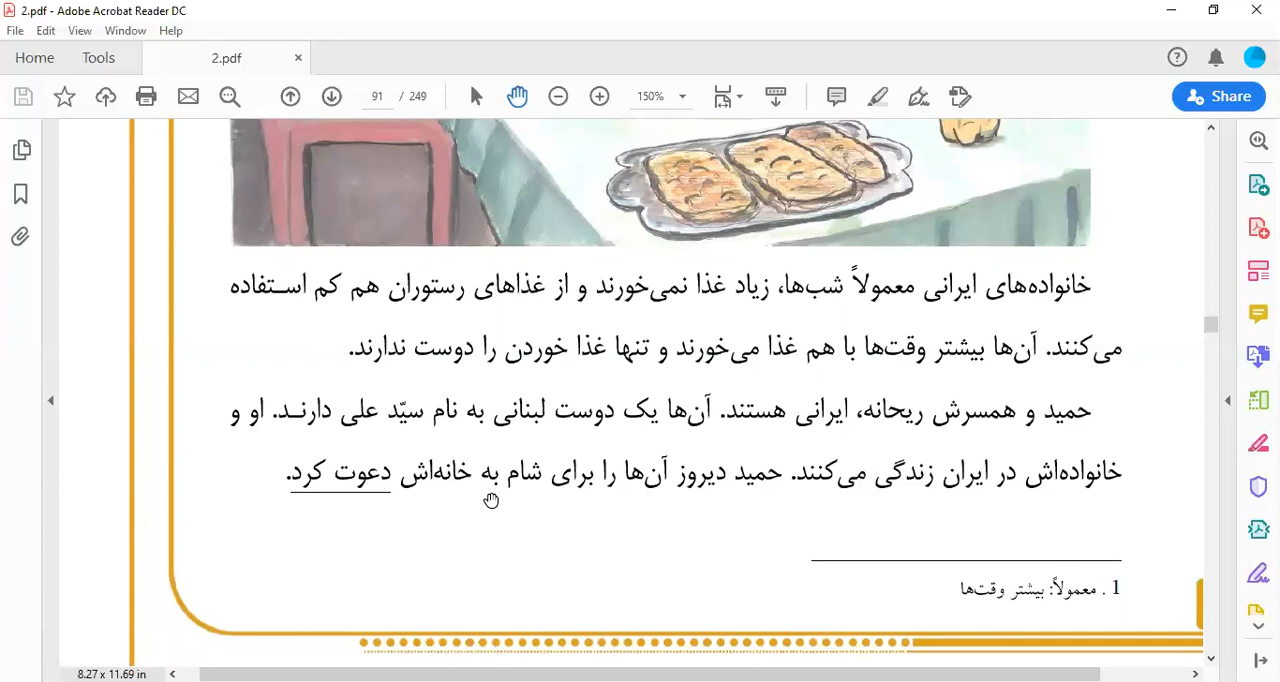 2.pdf - Adobe Acrobat Reader DC
File Edit View Window Help
Home Tools 2.pdf
91 / 249 150% Share
خانواده‌های ایرانی معمولاً شب‌ها، زیاد غذا نمی‌خورند و از غذاهای رستوران هم کم اسـتفاده
می‌کنند. آن‌ها بیشتر وقت‌ها با هم غذا می‌خورند و تنها غذا خوردن را دوست ندارند.
حمید و همسرش ریحانه، ایرانی هستند. آن‌ها یک دوست لبنانی به نام سیّد علی دارنـد. او و
خانواده‌اش در ایران زندگی می‌کنند. حمید دیروز آن‌ها را برای شام به خانه‌اش دعوت کرد.
1 . معمولاً: بیشتر وقت‌ها
8.27 x 11.69 in